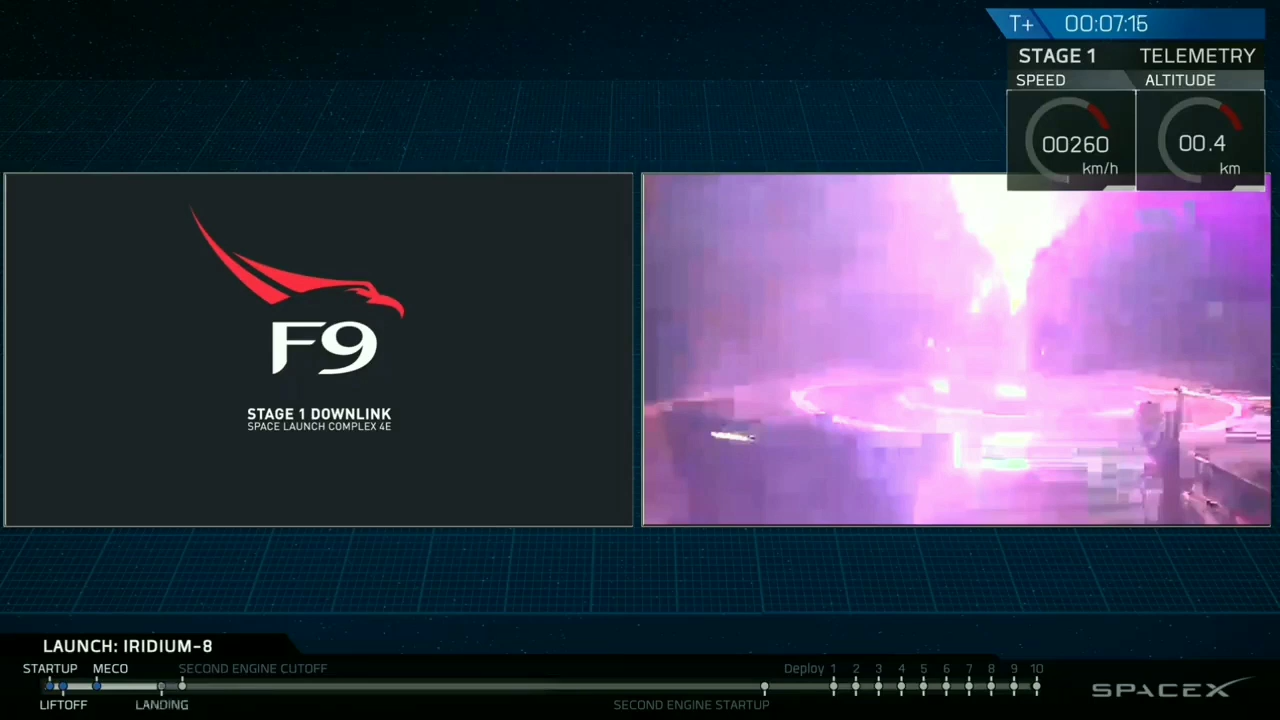 T+ 00:07:15
STAGE 1 TELEMETRY
SPEED ALTITUDE
00260 00.4
km/h km
F9
STAGE 1 DOWNLINK
SPACE LAUNCH COMPLEX 4E
LAUNCH: IRIDIUM-8
STARTUP MECO SECOND ENGINE CUTOFF Deploy 1 2 3 4 5 6 7 8 9 10
LIFTOFF LANDING SECOND ENGINE STARTUP
SPACEX